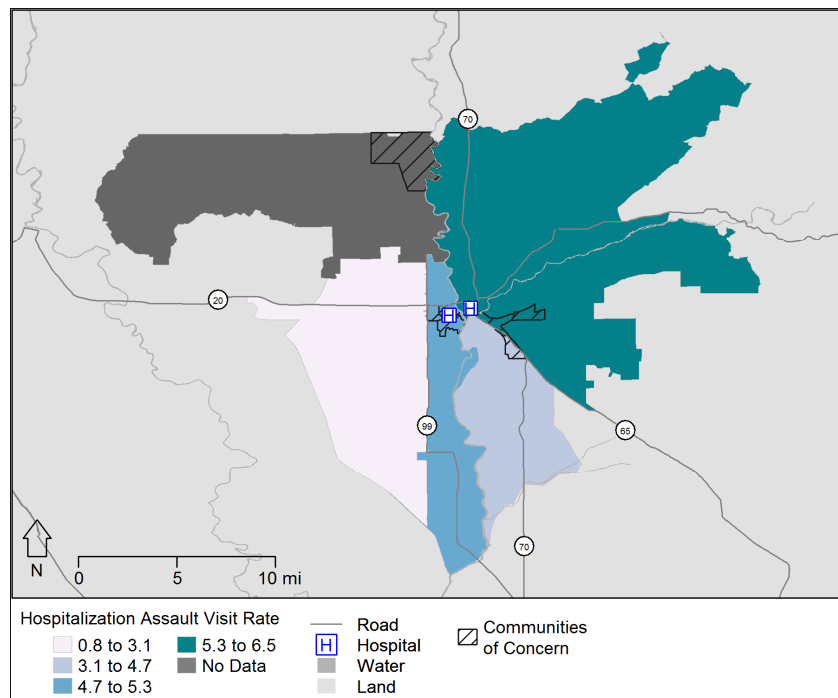 70
20
99
65
70
N
0 5 10 mi
Hospitalization Assault Visit Rate
0.8 to 3.1
3.1 to 4.7
4.7 to 5.3
5.3 to 6.5
No Data
Road
H Hospital
Water
Land
Communities
of Concern
H
H